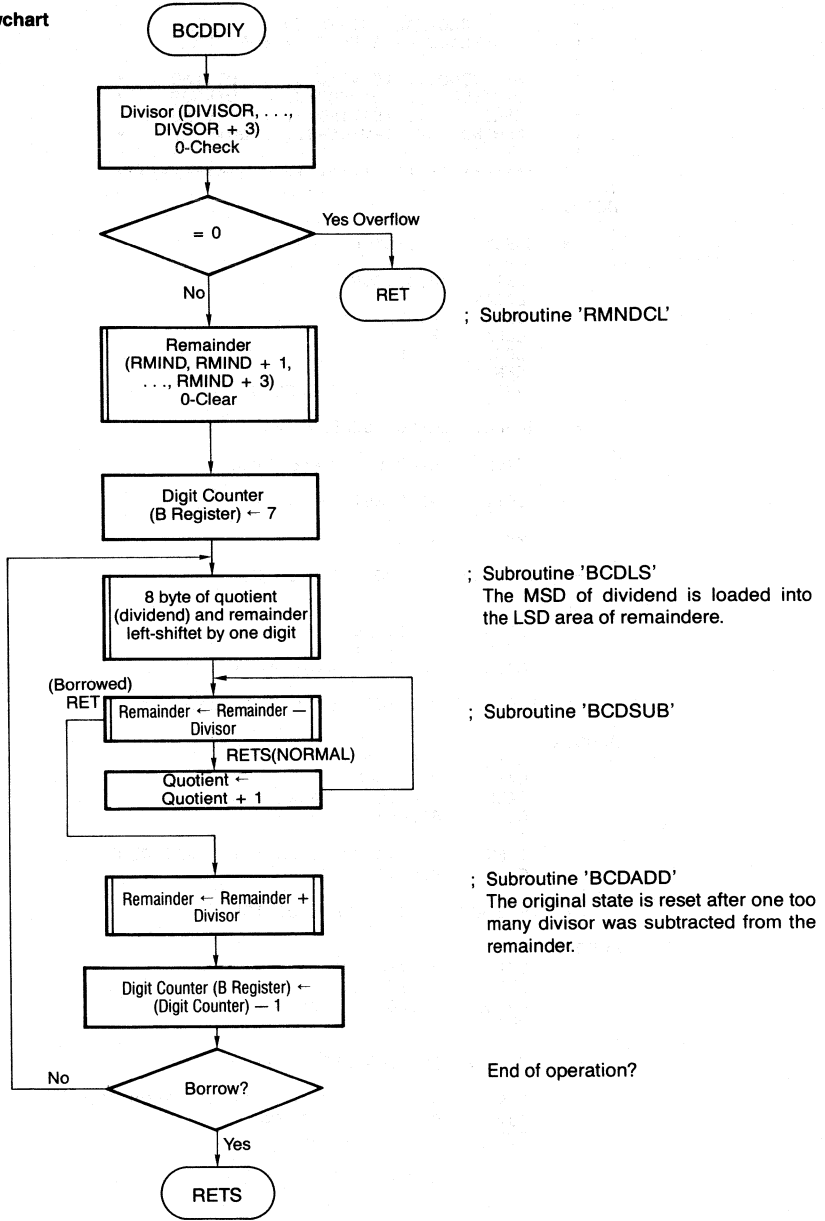 vchart
BCDDIY
Divisor (DIVISOR, . . .,
DIVSOR + 3)
0-Check
= 0
Yes Overflow
RET
No
; Subroutine 'RMNDCL'
Remainder
(RMIND, RMIND + 1,
. . ., RMIND + 3)
0-Clear
Digit Counter
(B Register) ← 7
; Subroutine 'BCDLS'
The MSD of dividend is loaded into
the LSD area of remaindere.
8 byte of quotient
(dividend) and remainder
left-shiftet by one digit
(Borrowed)
RET
Remainder ← Remainder —
Divisor
; Subroutine 'BCDSUB'
RETS(NORMAL)
Quotient ←
Quotient + 1
; Subroutine 'BCDADD'
The original state is reset after one too
many divisor was subtracted from the
remainder.
Remainder ← Remainder +
Divisor
Digit Counter (B Register) ←
(Digit Counter) — 1
No
Borrow?
End of operation?
Yes
RETS